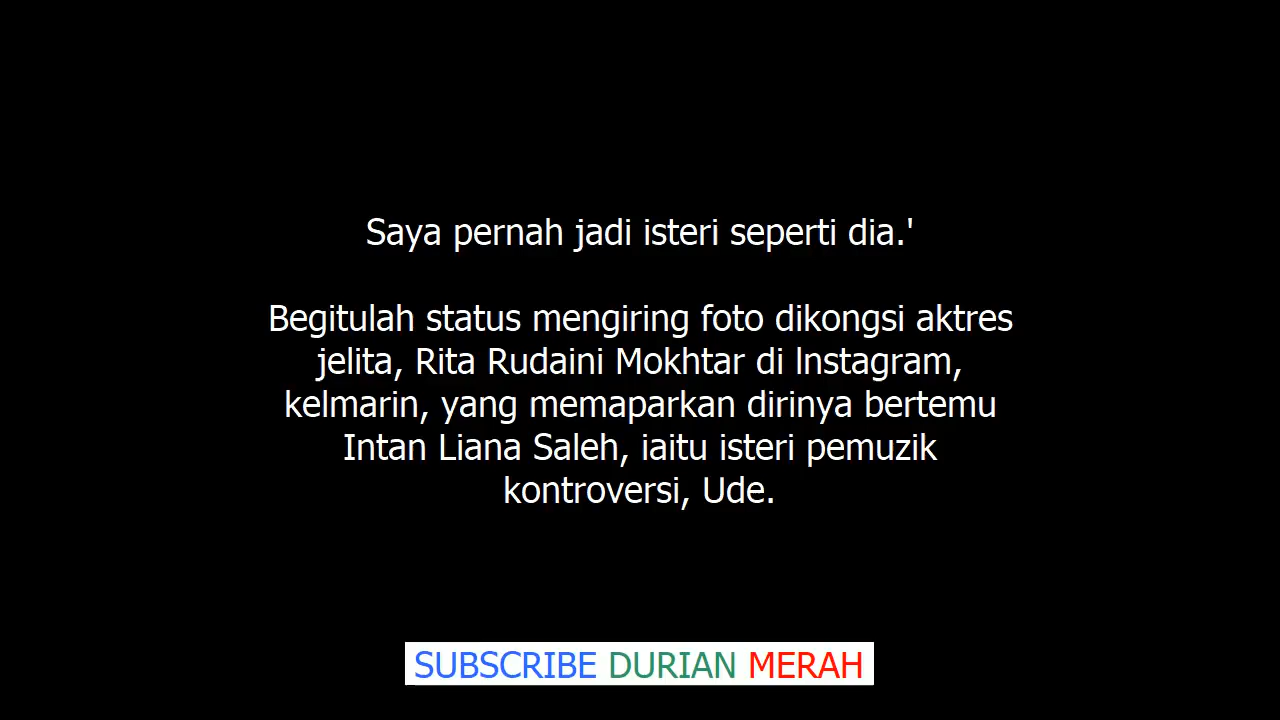 Saya pernah jadi isteri seperti dia.'
Begitulah status mengiring foto dikongsi aktres
jelita, Rita Rudaini Mokhtar di lnstagram,
kelmarin, yang memaparkan dirinya bertemu
Intan Liana Saleh, iaitu isteri pemuzik
kontroversi, Ude.
SUBSCRIBE DURIAN MERAH